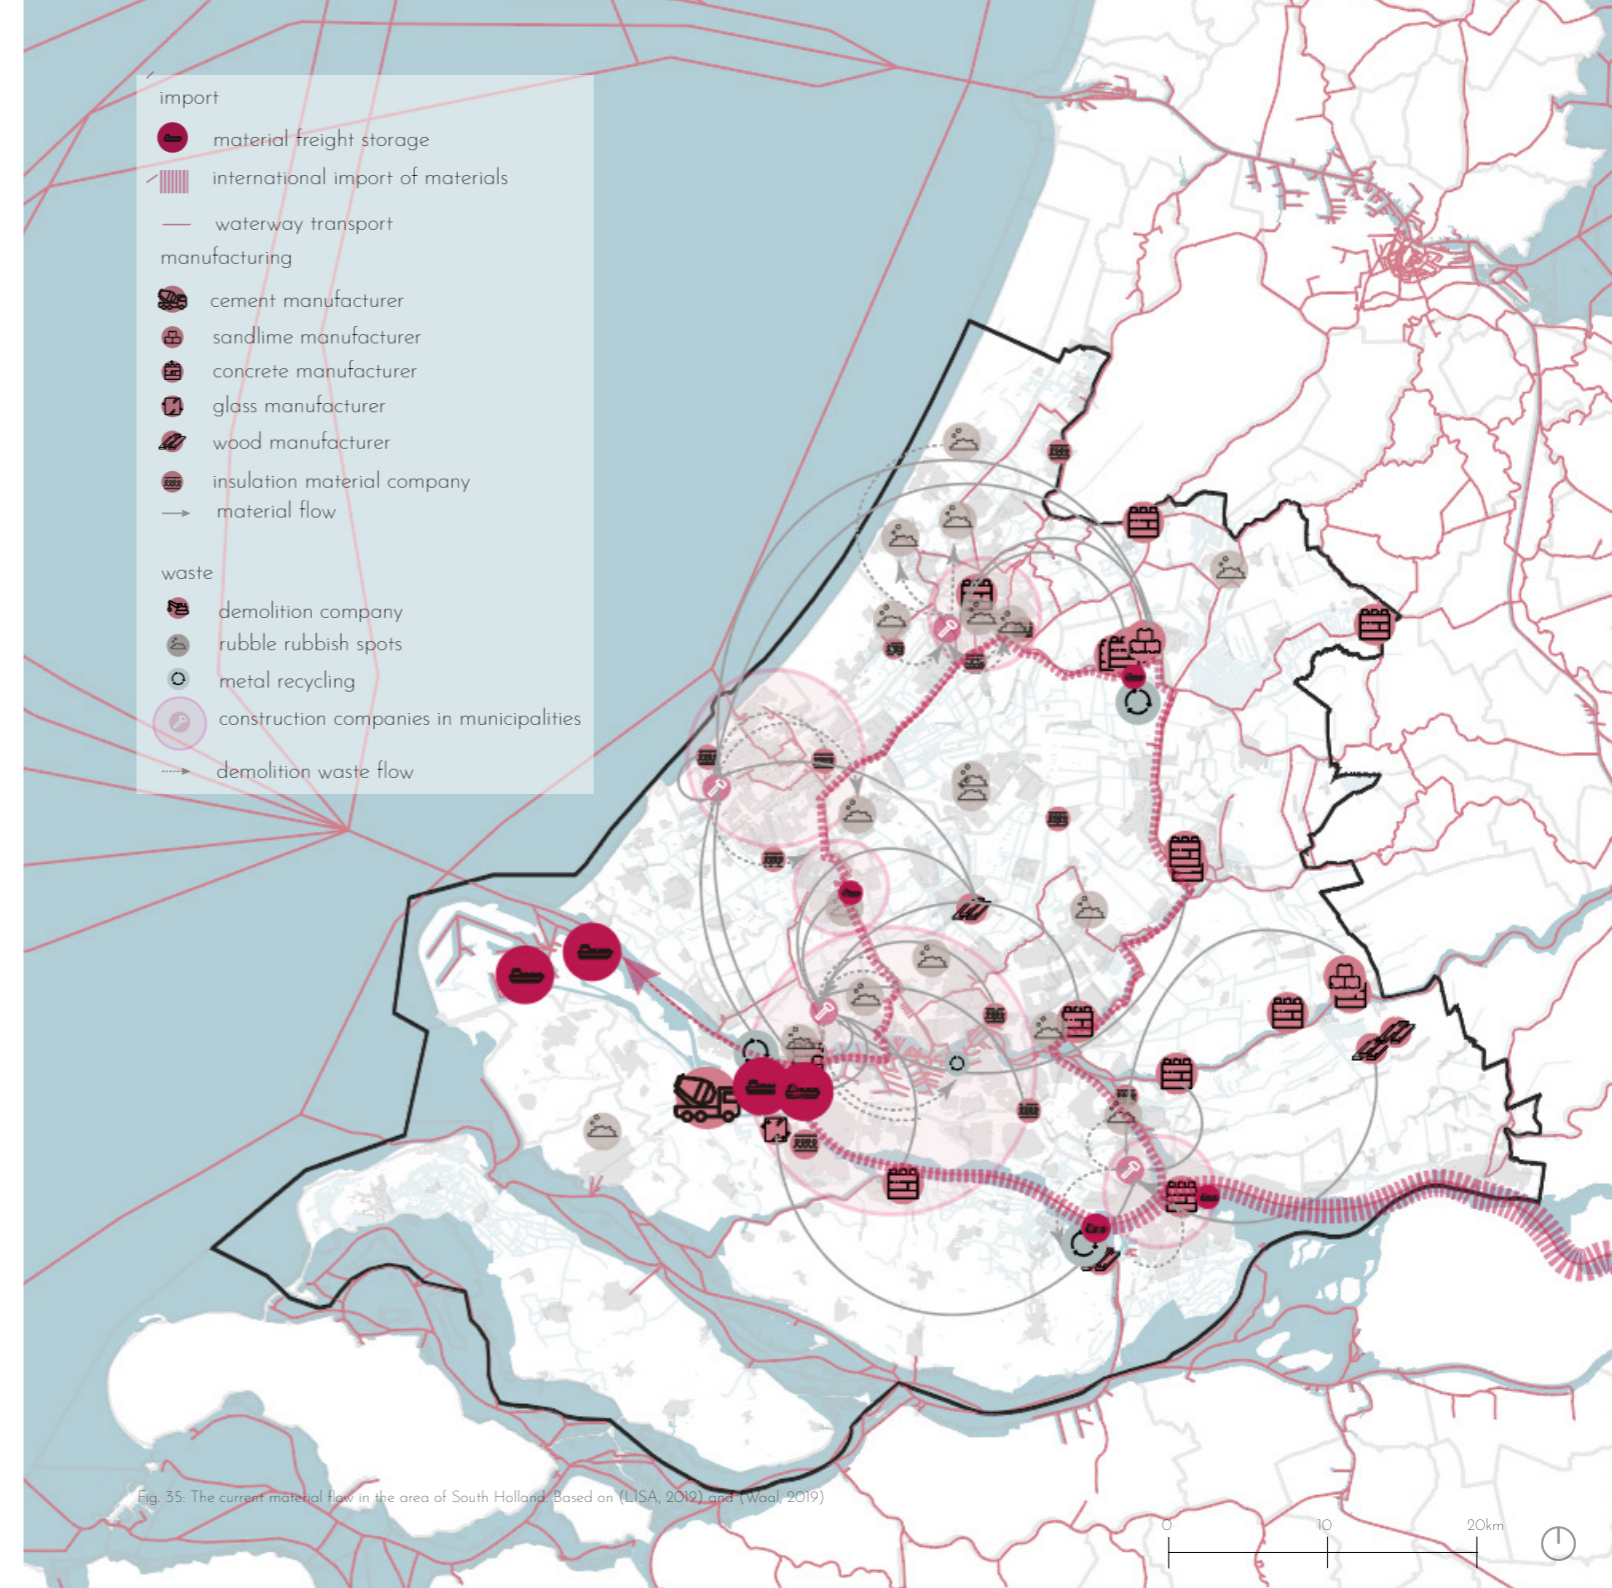 import
material freight storage
international import of materials
waterway transport
manufacturing
cement manufacturer
sandlime manufacturer
concrete manufacturer
glass manufacturer
wood manufacturer
insulation material company
material flow
waste
demolition company
rubble rubbish spots
metal recycling
construction companies in municipalities
demolition waste flow
Fig. 35: The current material flow in the area of South Holland. Based on (LISA, 2019) and (Waal, 2019)
0 10 20km